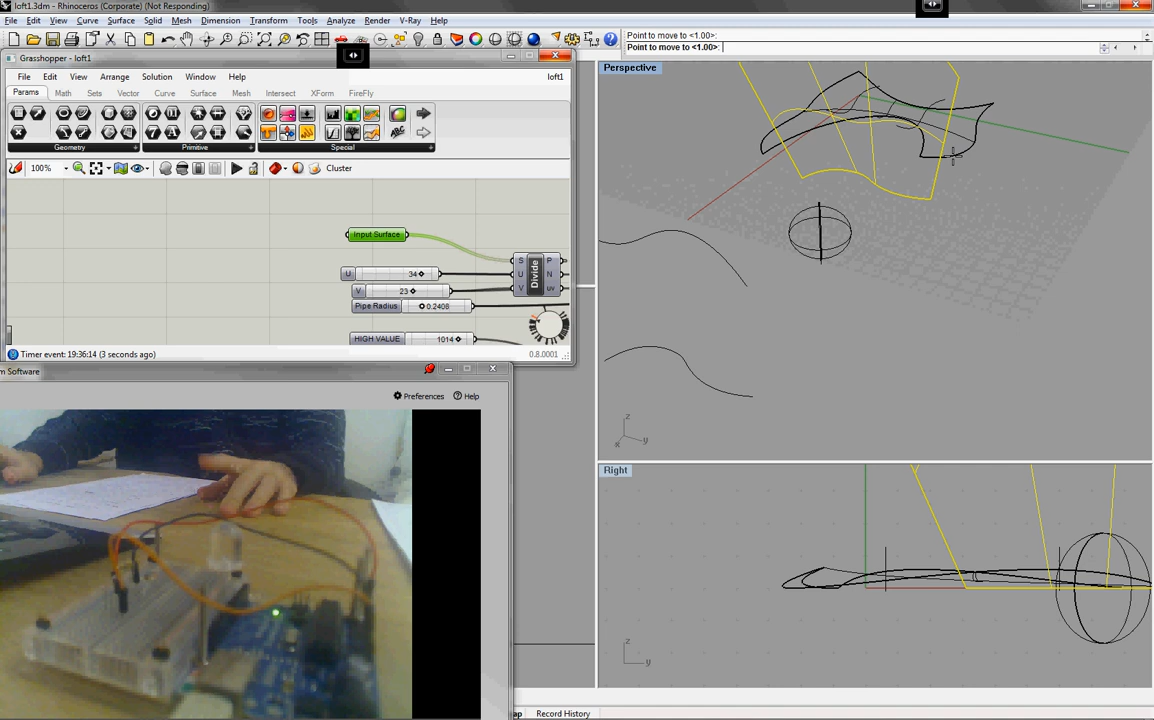 loft1.3dm - Rhinoceros (Corporate) (Not Responding)
File Edit View Curve Surface Solid Mesh Dimension Transform Tools Analyze Render V-Ray Help
Point to move to <1.00>:
Point to move to <1.00>:
Grasshopper - loft1
File Edit View Arrange Solution Window Help loft1
Params Math Sets Vector Curve Surface Mesh Intersect XForm FireFly
Geometry + Primitive + Special +
100% Cluster
Input Surface
S U V Divide P N uv
U 34
V 23
Pipe Radius 0.2408
HIGH VALUE 1014
Timer event: 19:36:14 (3 seconds ago) 0.8.0001
m Software
Preferences Help
Perspective
z
x y
Right
z
y
ap Record History